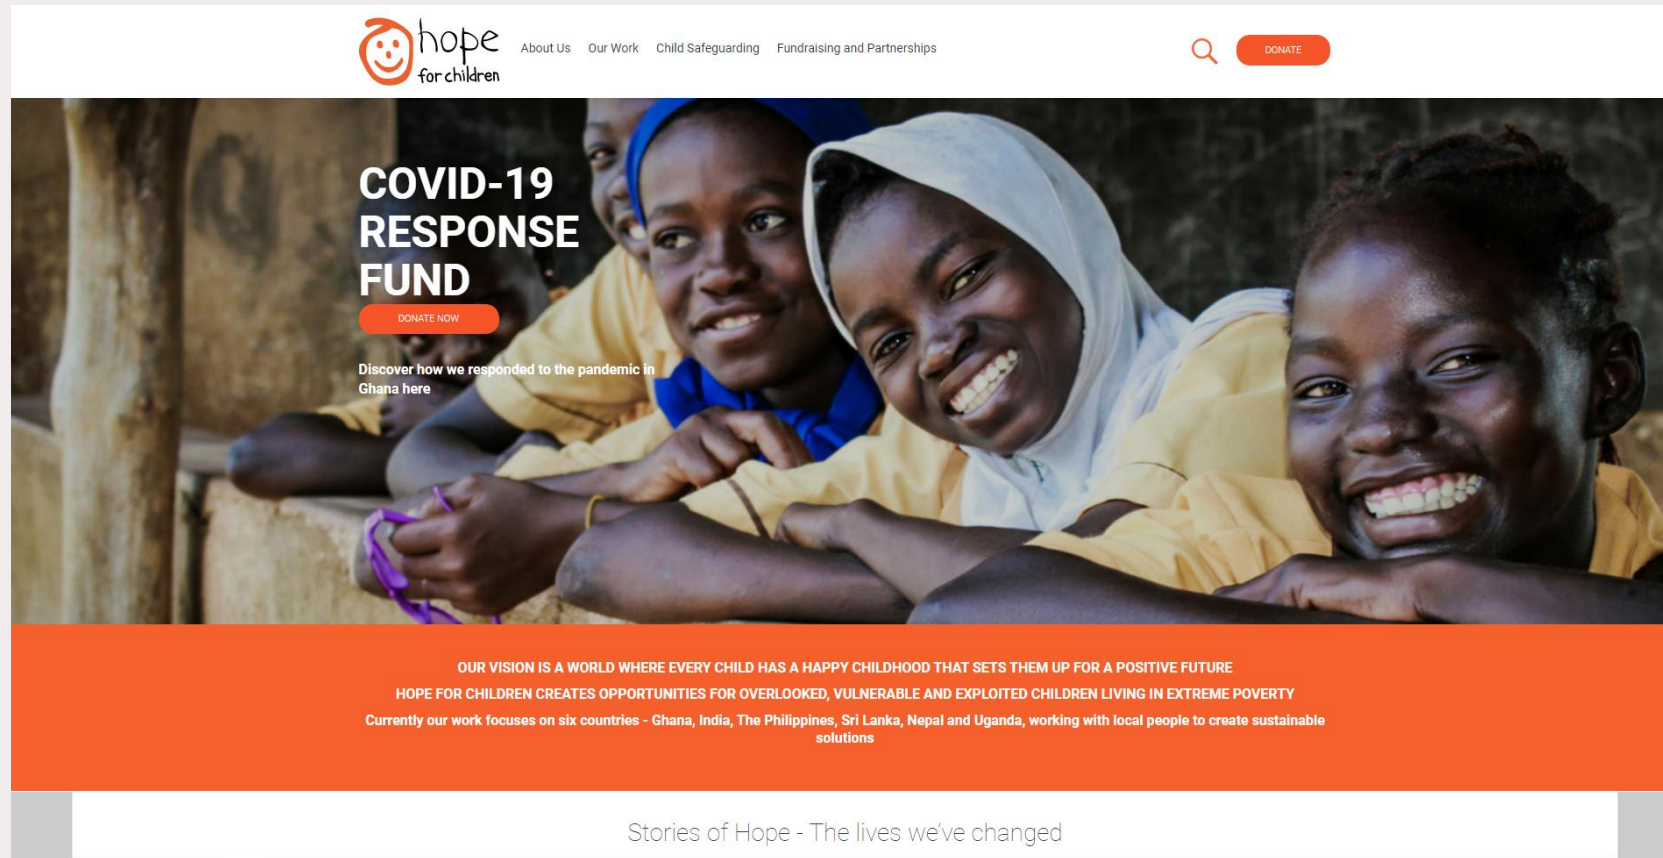 hope
for children
About Us Our Work Child Safeguarding Fundraising and Partnerships
DONATE
COVID-19
RESPONSE
FUND
DONATE NOW
Discover how we responded to the pandemic in
Ghana here
OUR VISION IS A WORLD WHERE EVERY CHILD HAS A HAPPY CHILDHOOD THAT SETS THEM UP FOR A POSITIVE FUTURE
HOPE FOR CHILDREN CREATES OPPORTUNITIES FOR OVERLOOKED, VULNERABLE AND EXPLOITED CHILDREN LIVING IN EXTREME POVERTY
Currently our work focuses on six countries - Ghana, India, The Philippines, Sri Lanka, Nepal and Uganda, working with local people to create sustainable
solutions
Stories of Hope - The lives we've changed